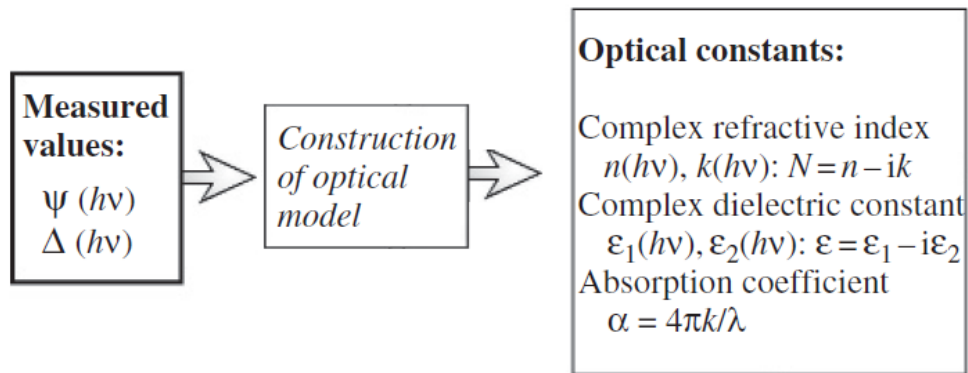 Measured
values:
ψ (hν)
Δ (hν)
Construction
of optical
model
Optical constants:
Complex refractive index
n(hν), k(hν): N = n – ik
Complex dielectric constant
ε₁(hν), ε₂(hν): ε = ε₁ – iε₂
Absorption coefficient
α = 4πk/λ